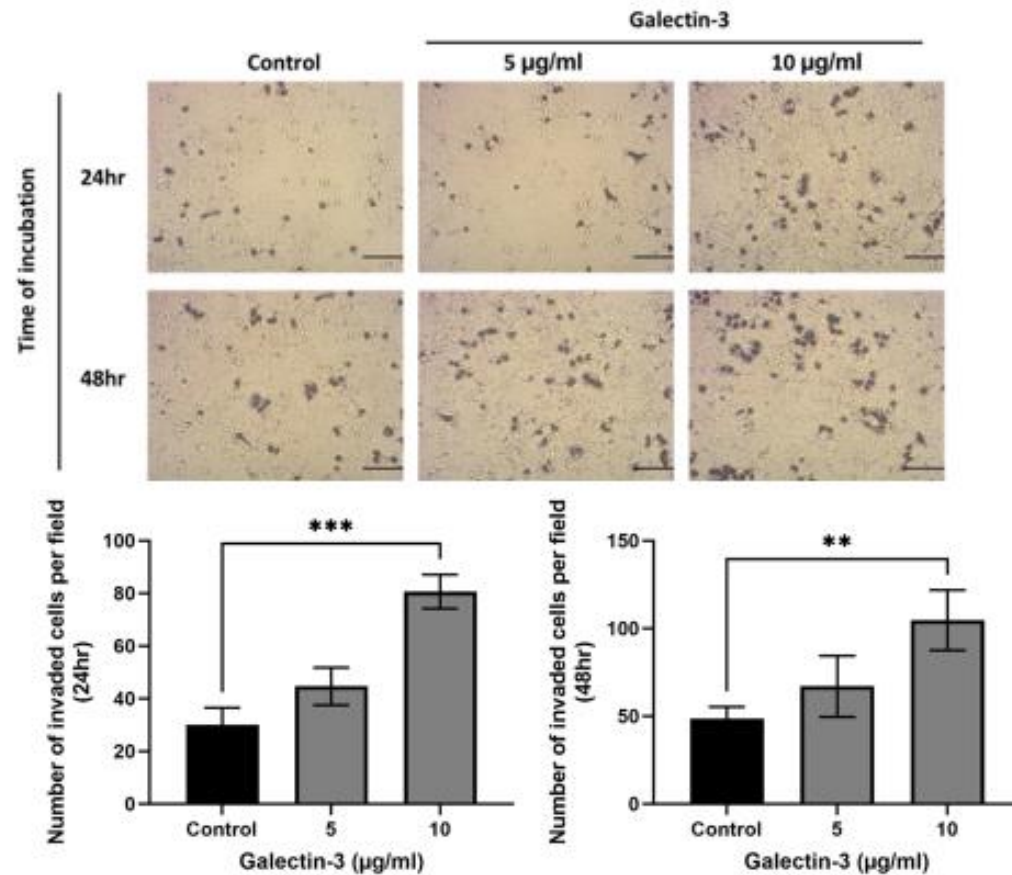 Galectin-3
Control
5 µg/ml
10 µg/ml
Time of incubation
24hr
48hr
Number of invaded cells per field
(24hr)
100
80
60
40
20
0
***
Control
5
10
Galectin-3 (µg/ml)
Number of invaded cells per field
(48hr)
150
100
50
0
**
Control
5
10
Galectin-3 (µg/ml)